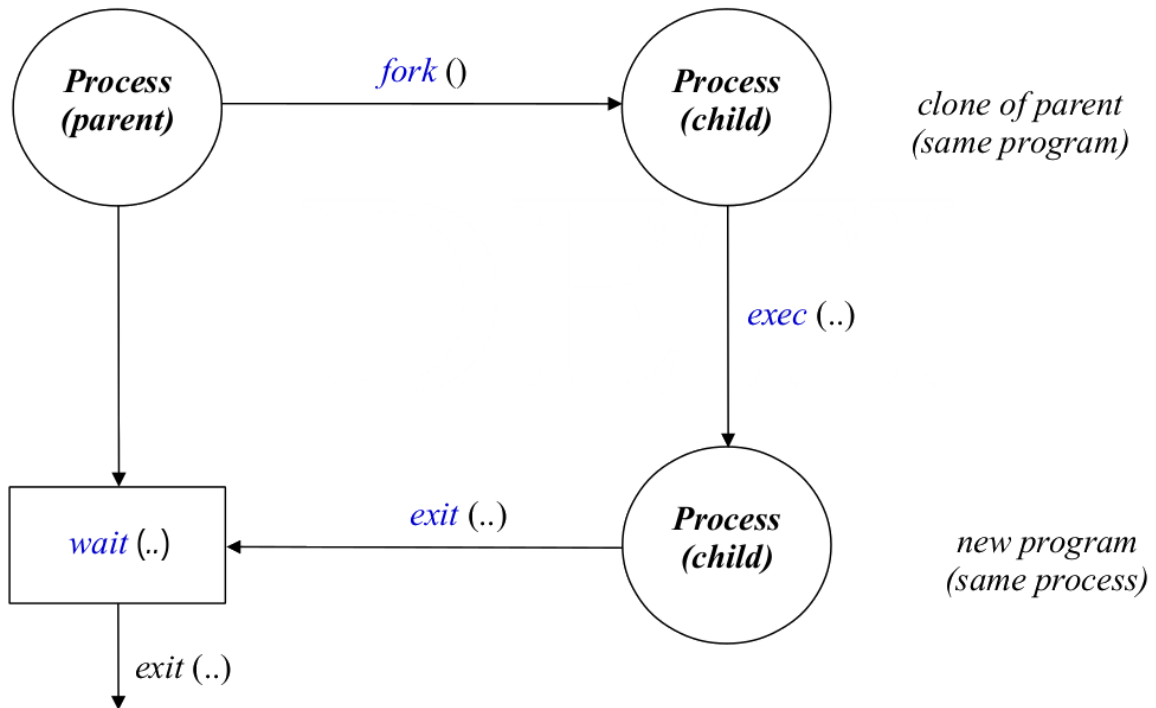 Process
(parent)
fork ()
Process
(child)
clone of parent
(same program)
exec (..)
wait (..)
exit (..)
Process
(child)
new program
(same process)
exit (..)